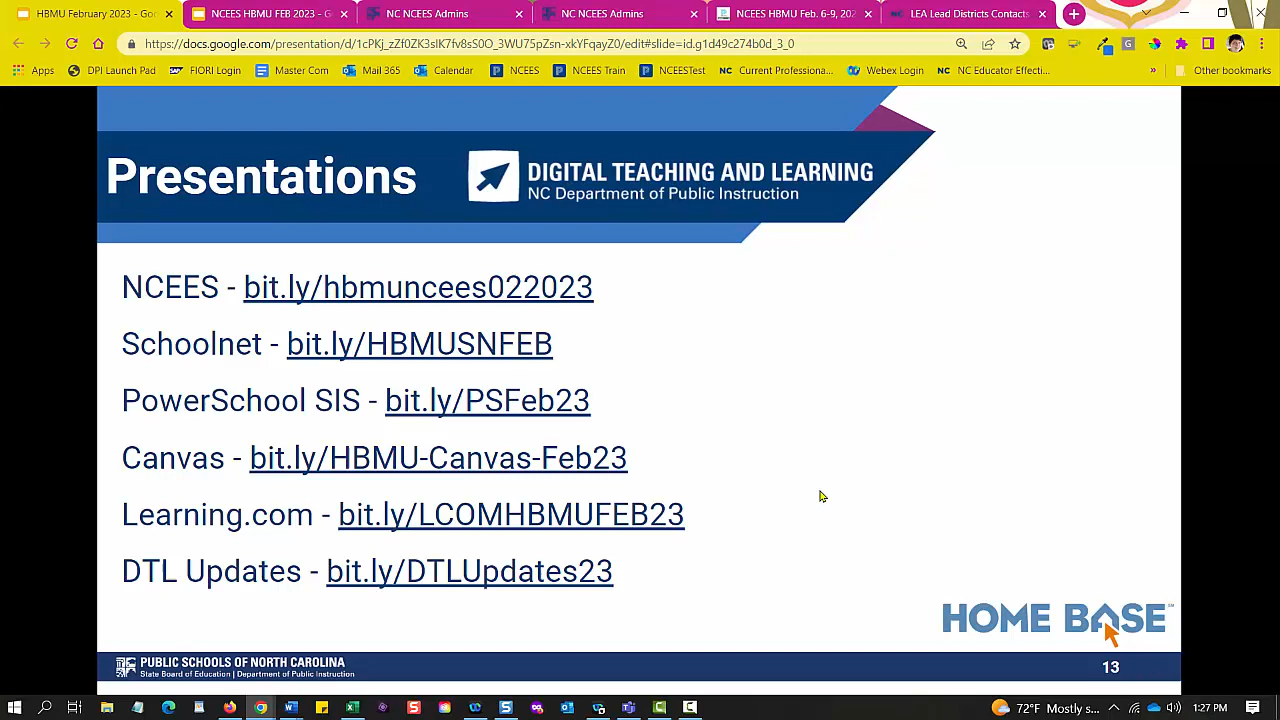 HBMU February 2023 - Goo
NCEES HBMU FEB 2023 - G
NC NCEES Admins
NC NCEES Admins
NCEES HBMU Feb. 6-9, 202
LEA Lead Districts Contacts
https://docs.google.com/presentation/d/1cPKj_zZf0ZK3sIK7fv8sS0O_3WU75pZsn-xkYFqayZ0/edit#slide=id.g1d49c274b0d_3_0
Apps
DPI Launch Pad
FIORI Login
Master Com
Mail 365
Calendar
NCEES
NCEES Train
NCEESTest
Current Professiona...
Webex Login
NC Educator Effecti...
»
Other bookmarks
Presentations
DIGITAL TEACHING AND LEARNING
NC Department of Public Instruction
NCEES - bit.ly/hbmuncees022023
Schoolnet - bit.ly/HBMUSNFEB
PowerSchool SIS - bit.ly/PSFeb23
Canvas - bit.ly/HBMU-Canvas-Feb23
Learning.com - bit.ly/LCOMHBMUFEB23
DTL Updates - bit.ly/DTLUpdates23
HOME BASE
PUBLIC SCHOOLS OF NORTH CAROLINA
State Board of Education | Department of Public Instruction
13
72°F Mostly s...
1:27 PM